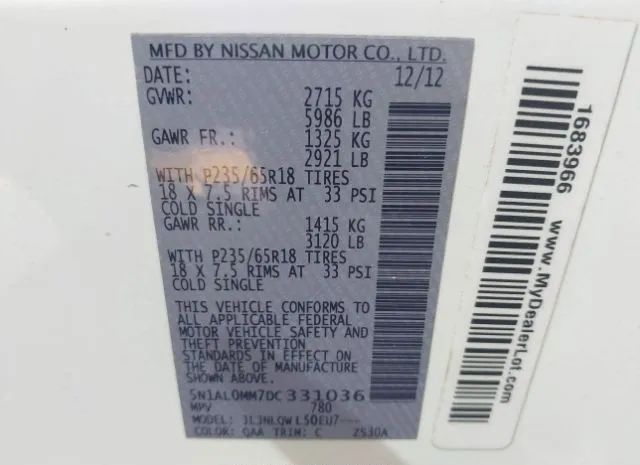 MFD BY NISSAN MOTOR CO., LTD.
DATE: 12/12
GVWR: 2715 KG
5986 LB
GAWR FR.: 1325 KG
2921 LB
WITH P235/65R18 TIRES
18 X 7.5 RIMS AT 33 PSI
COLD SINGLE
GAWR RR.: 1415 KG
3120 LB
WITH P235/65R18 TIRES
18 X 7.5 RIMS AT 33 PSI
COLD SINGLE
THIS VEHICLE CONFORMS TO
ALL APPLICABLE FEDERAL
MOTOR VEHICLE SAFETY AND
THEFT PREVENTION
STANDARDS IN EFFECT ON
THE DATE OF MANUFACTURE
SHOWN ABOVE.
5N1AL0MM7DC331036
MPV 780
MODEL: JLJNLQWL50EU7----
COLOR: QAA TRIM: C ZS30A
1683966
www.MyDealerLot.com